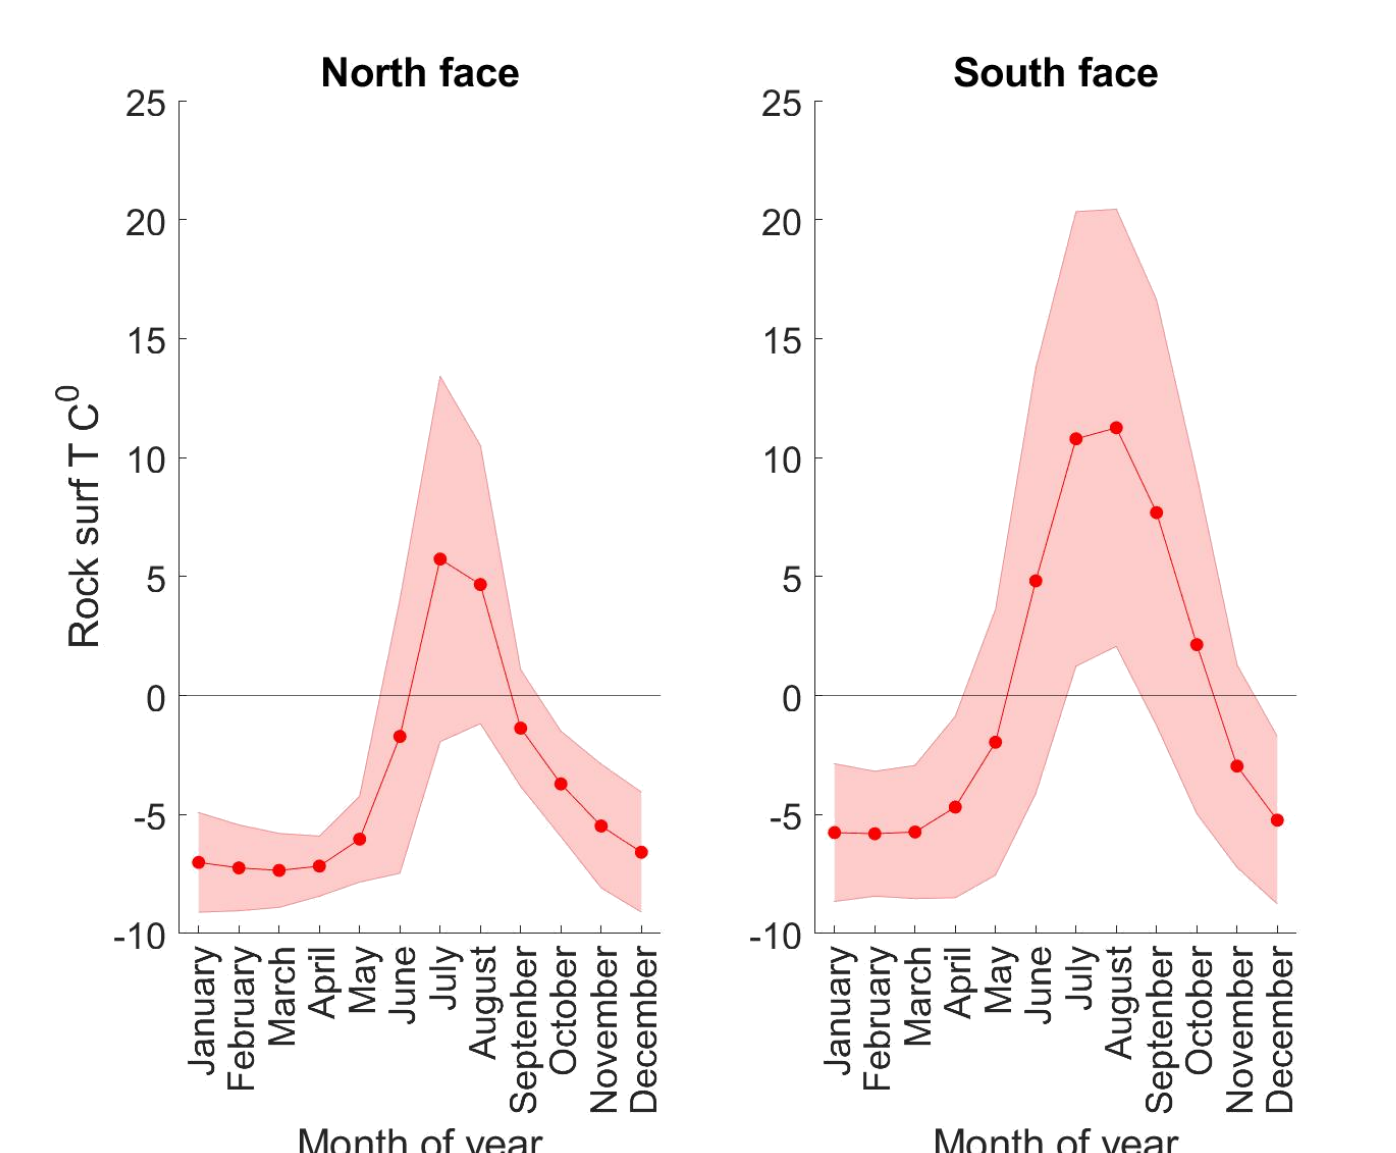 North face
25
20
15
10
5
0
-5
-10
Rock surf T C⁰
January
February
March
April
May
June
July
August
Septenber
October
November
December
Month of year
South face
25
20
15
10
5
0
-5
-10
January
February
March
April
May
June
July
August
Septenber
October
November
December
Month of year